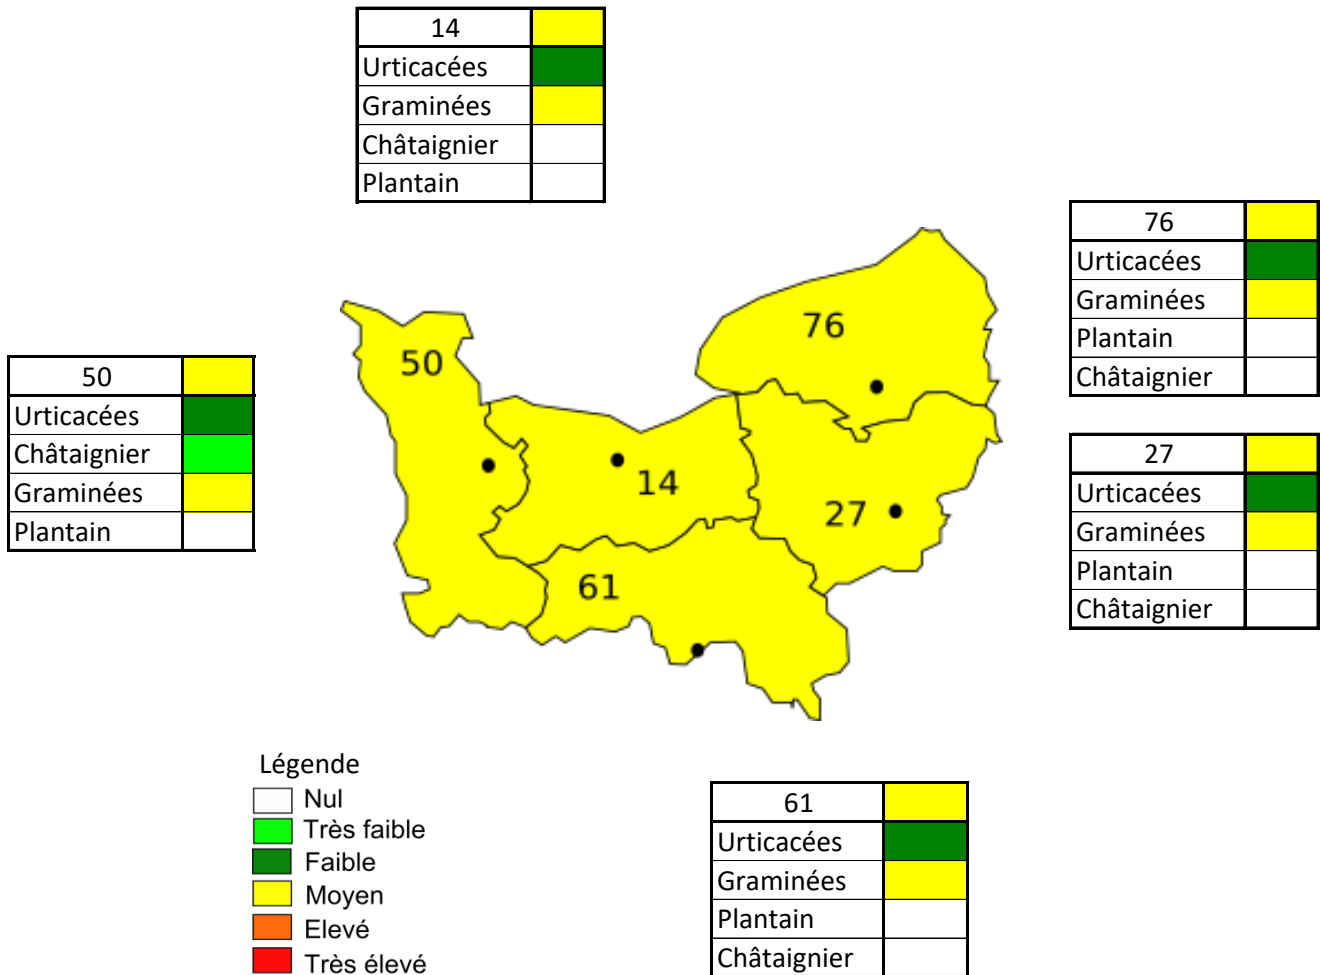 14
Urticacées
Graminées
Châtaignier
Plantain
76
Urticacées
Graminées
Plantain
Châtaignier
50
Urticacées
Châtaignier
Graminées
Plantain
27
Urticacées
Graminées
Plantain
Châtaignier
76
50
14
27
61
Légende
Nul
Très faible
Faible
Moyen
Elevé
Très élevé
61
Urticacées
Graminées
Plantain
Châtaignier